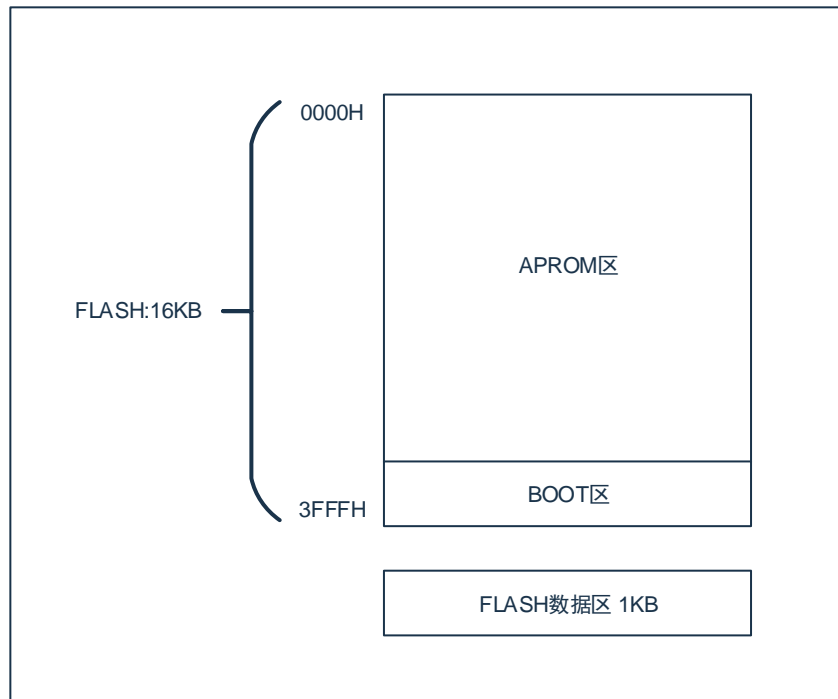 0000H
APROM区
FLASH:16KB
BOOT区
3FFFH
FLASH数据区 1KB